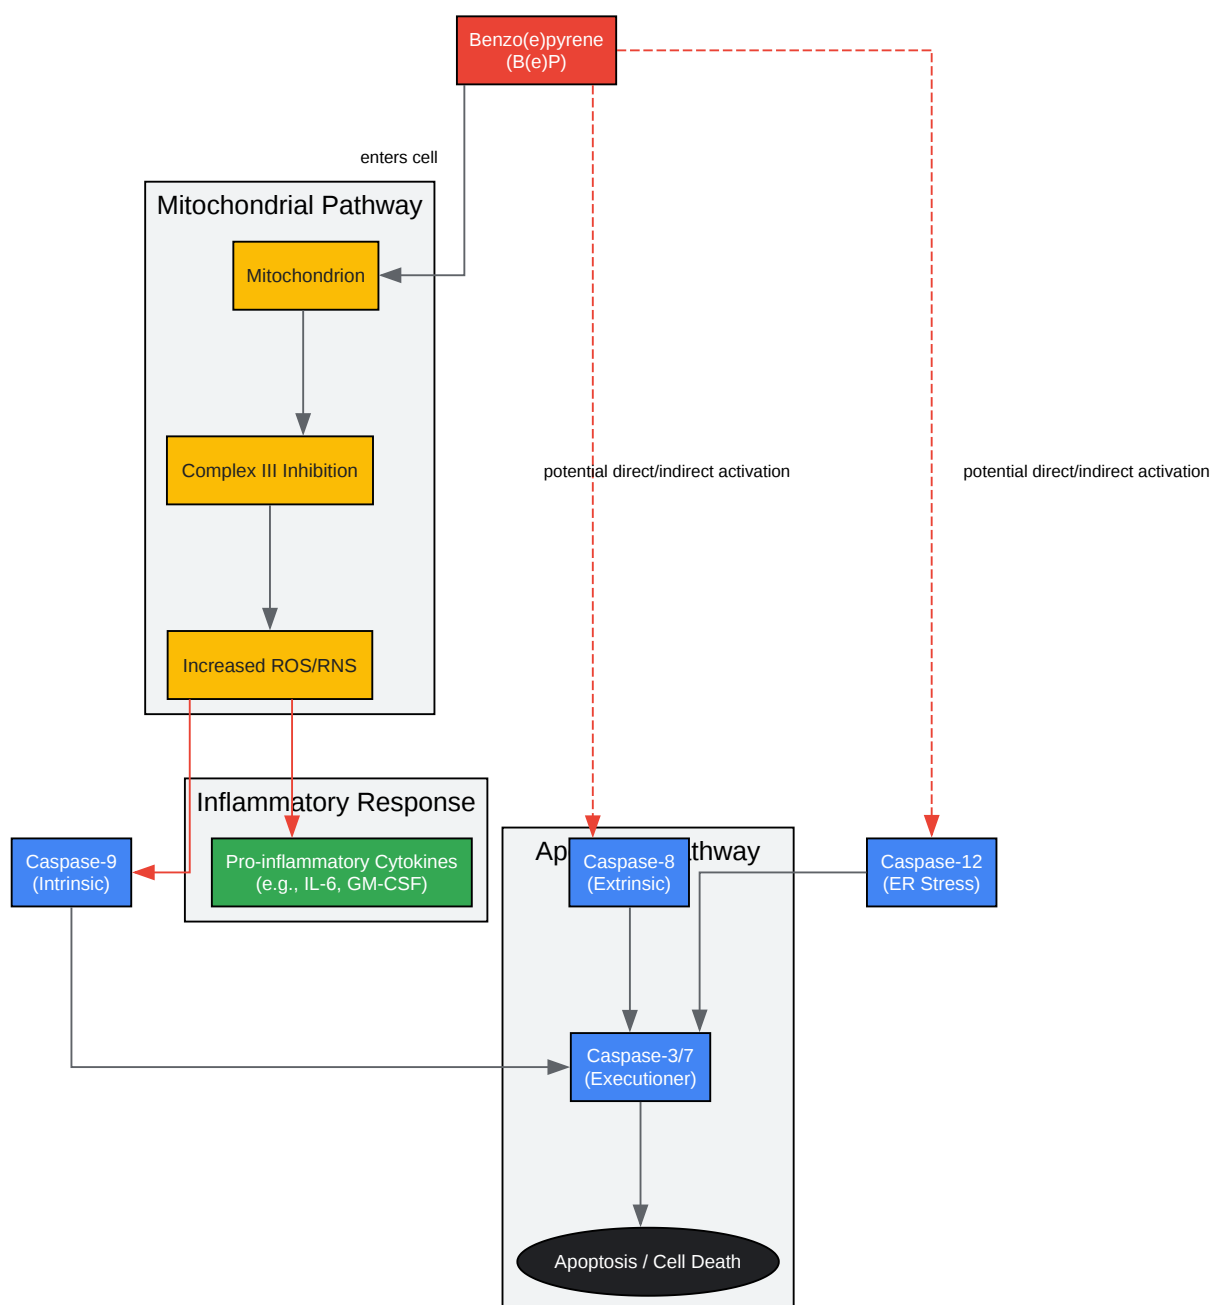 Benzo(e)pyrene
(B(e)P)
enters cell
Mitochondrial Pathway
Mitochondrion
Complex III Inhibition
potential direct/indirect activation
potential direct/indirect activation
Increased ROS/RNS
Inflammatory Response
Pro-inflammatory Cytokines
(e.g., IL-6, GM-CSF)
Caspase-9
(Intrinsic)
Caspase-8
(Extrinsic)
Caspase-12
(ER Stress)
Caspase-3/7
(Executioner)
Apoptosis / Cell Death